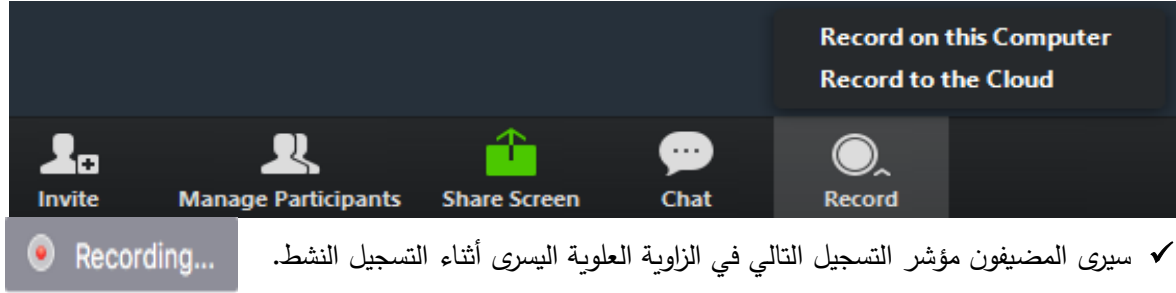 Record on this Computer
Record to the Cloud
Invite Manage Participants Share Screen Chat Record
✓ سيرى المضيفون مؤشر التسجيل التالي في الزاوية العلوية اليسرى أثناء التسجيل النشط.
Recording...